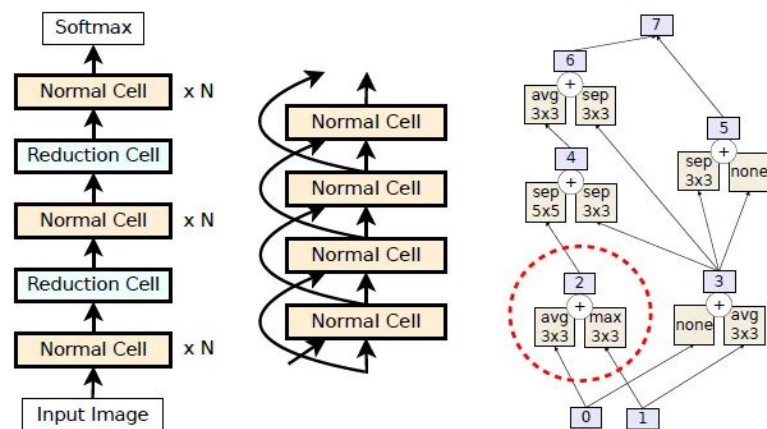 Softmax
Normal Cell x N
Reduction Cell
Normal Cell x N
Reduction Cell
Normal Cell x N
Input Image
Normal Cell
Normal Cell
Normal Cell
Normal Cell
7
6
+
avg
3x3
sep
3x3
5
+
sep
3x3
none
4
+
sep
5x5
sep
3x3
2
+
avg
3x3
max
3x3
3
+
none
avg
3x3
0
1